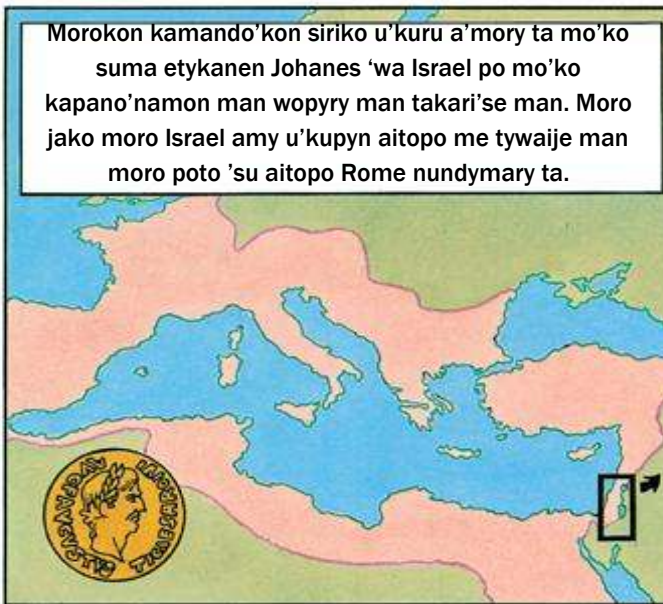 Morokon kamando’kon siriko u’kuru a’mory ta mo’ko
suma etykanen Johanes ‘wa Israel po mo’ko
kapano’namon man wopyry man takari’se man. Moro
jako moro Israel amy u’kupyn aitopo me tywaije man
moro poto ’su aitopo Rome nundymary ta.